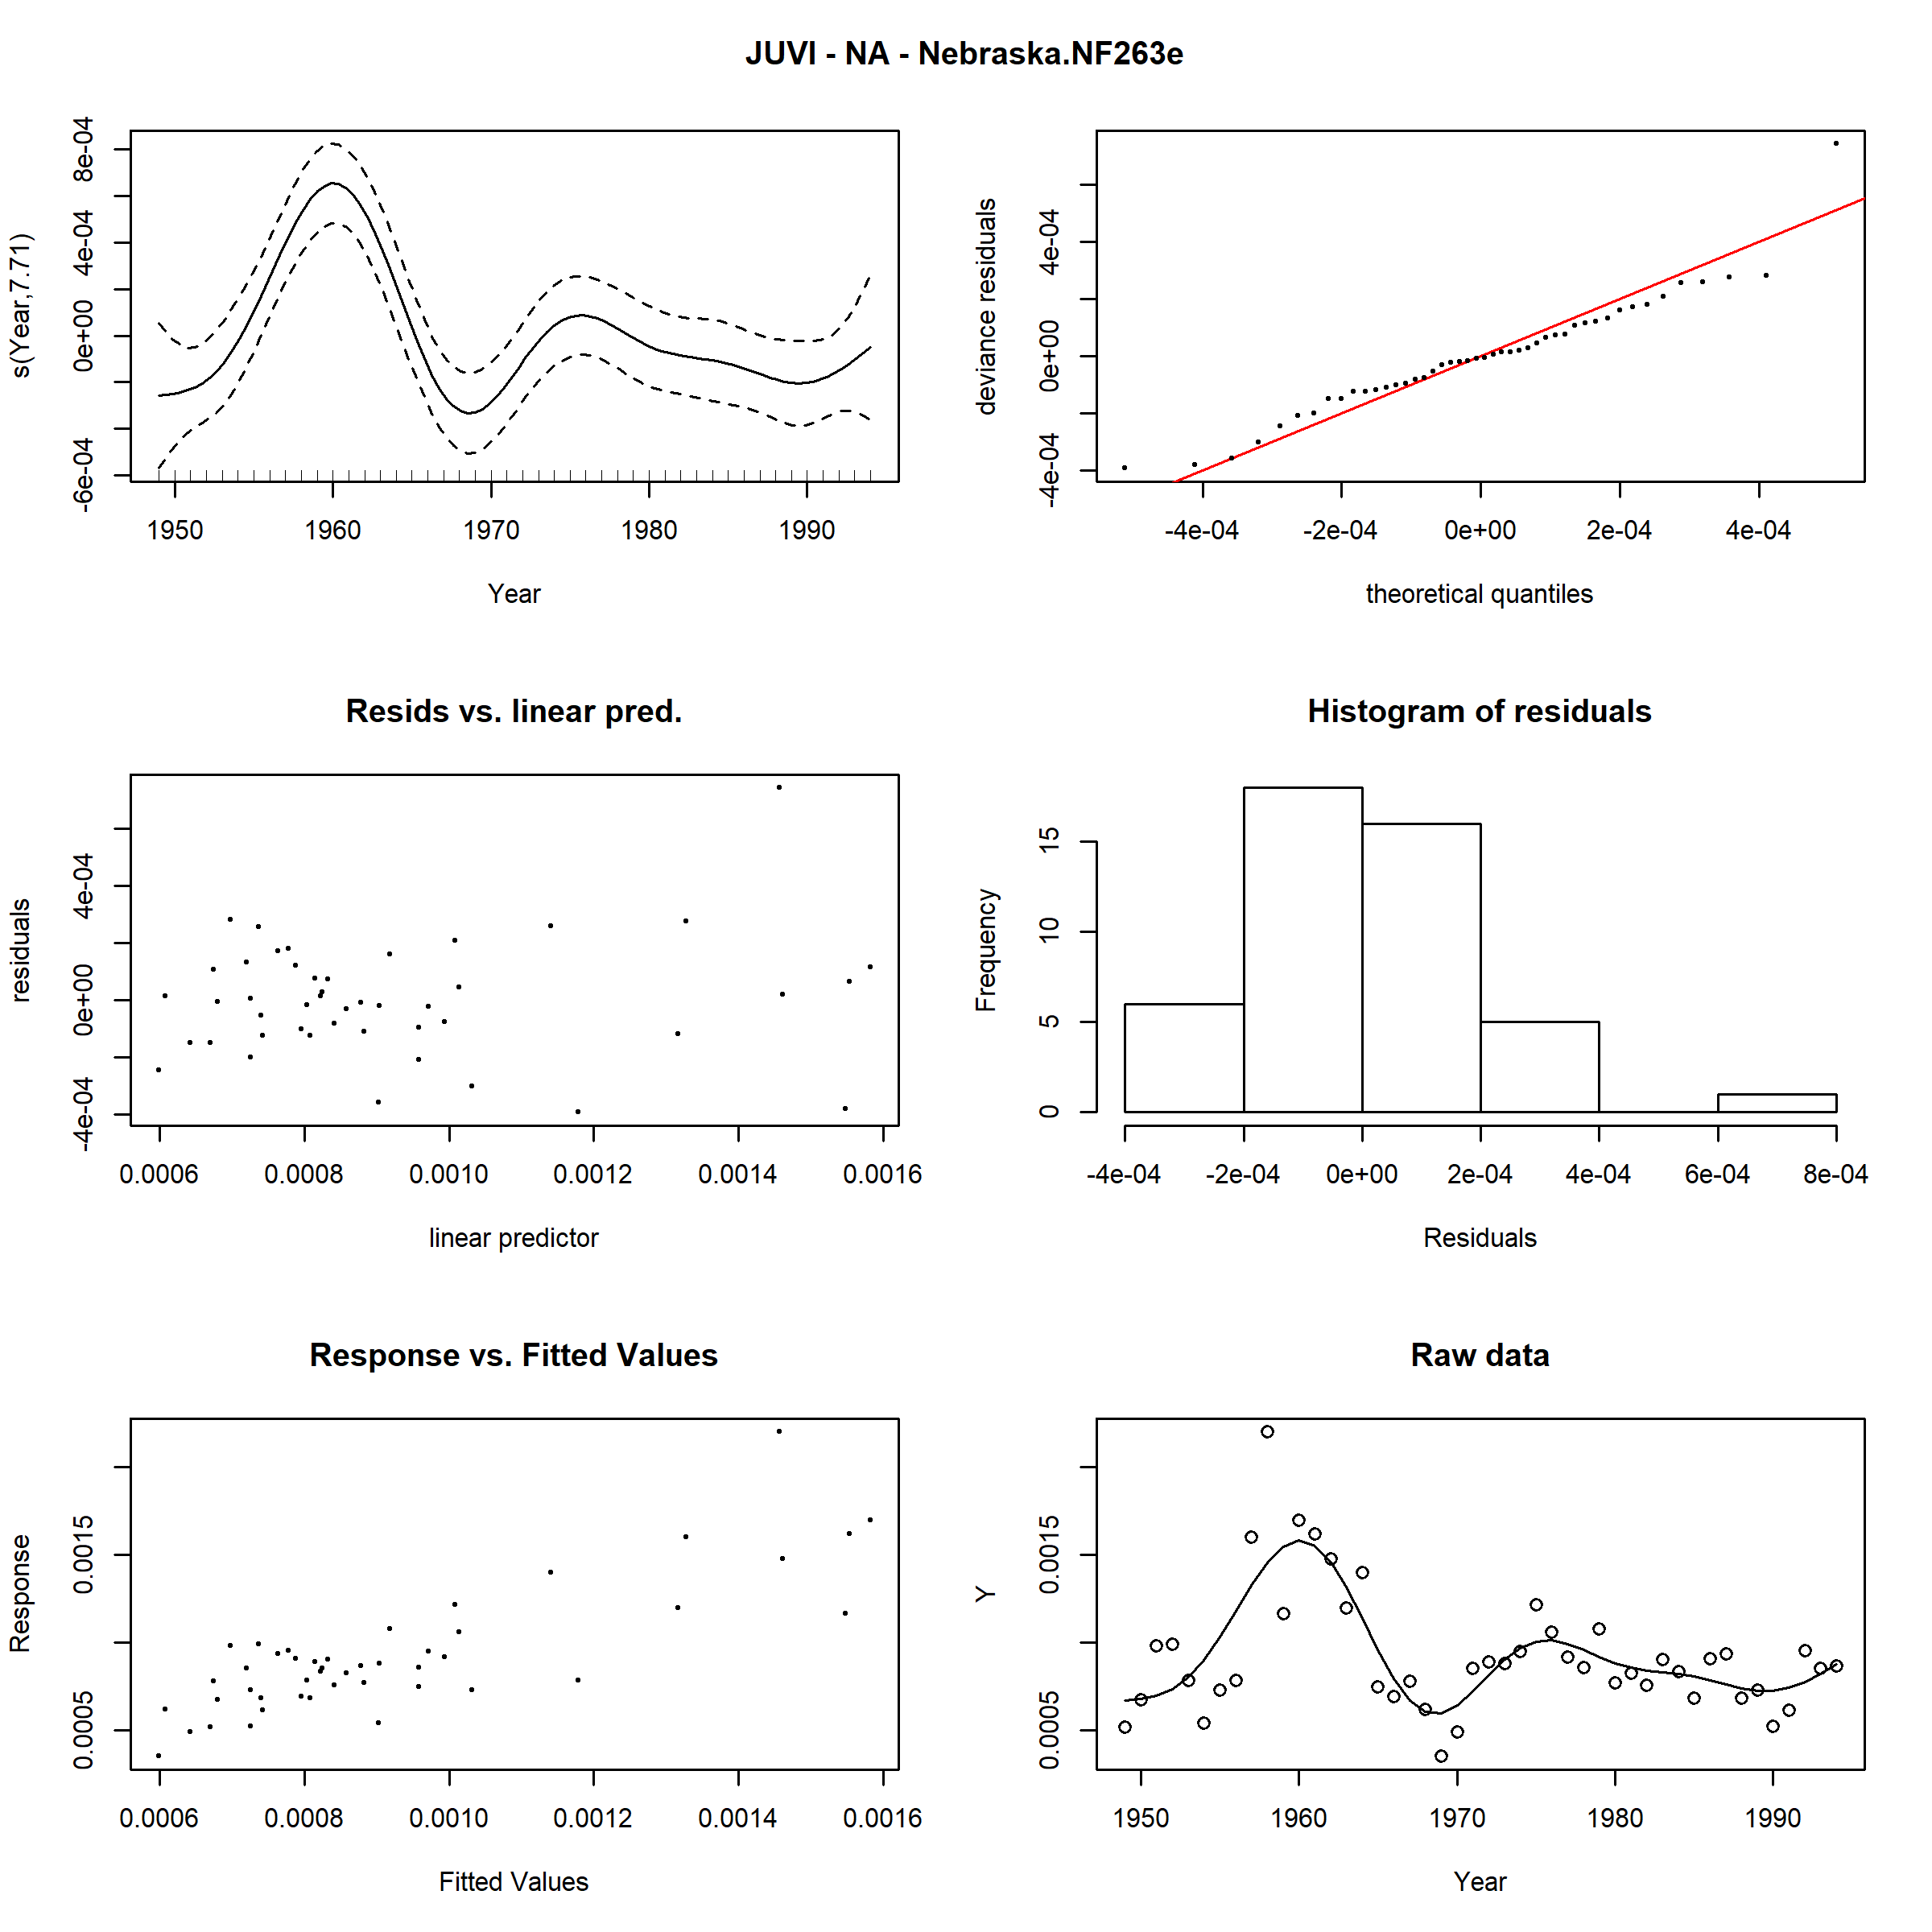 JUVI - NA - Nebraska.NF263e
s(Year,7.71)
-6e-04 0e+00 4e-04 8e-04
1950 1960 1970 1980 1990
Year
deviance residuals
-4e-04 0e+00 4e-04
-4e-04 -2e-04 0e+00 2e-04 4e-04
theoretical quantiles
Resids vs. linear pred.
residuals
-4e-04 0e+00 4e-04
0.0006 0.0008 0.0010 0.0012 0.0014 0.0016
linear predictor
Histogram of residuals
Frequency
0 5 10 15
-4e-04 -2e-04 0e+00 2e-04 4e-04 6e-04 8e-04
Residuals
Response vs. Fitted Values
Response
0.0005 0.0015
0.0006 0.0008 0.0010 0.0012 0.0014 0.0016
Fitted Values
Raw data
Y
0.0005 0.0015
1950 1960 1970 1980 1990
Year